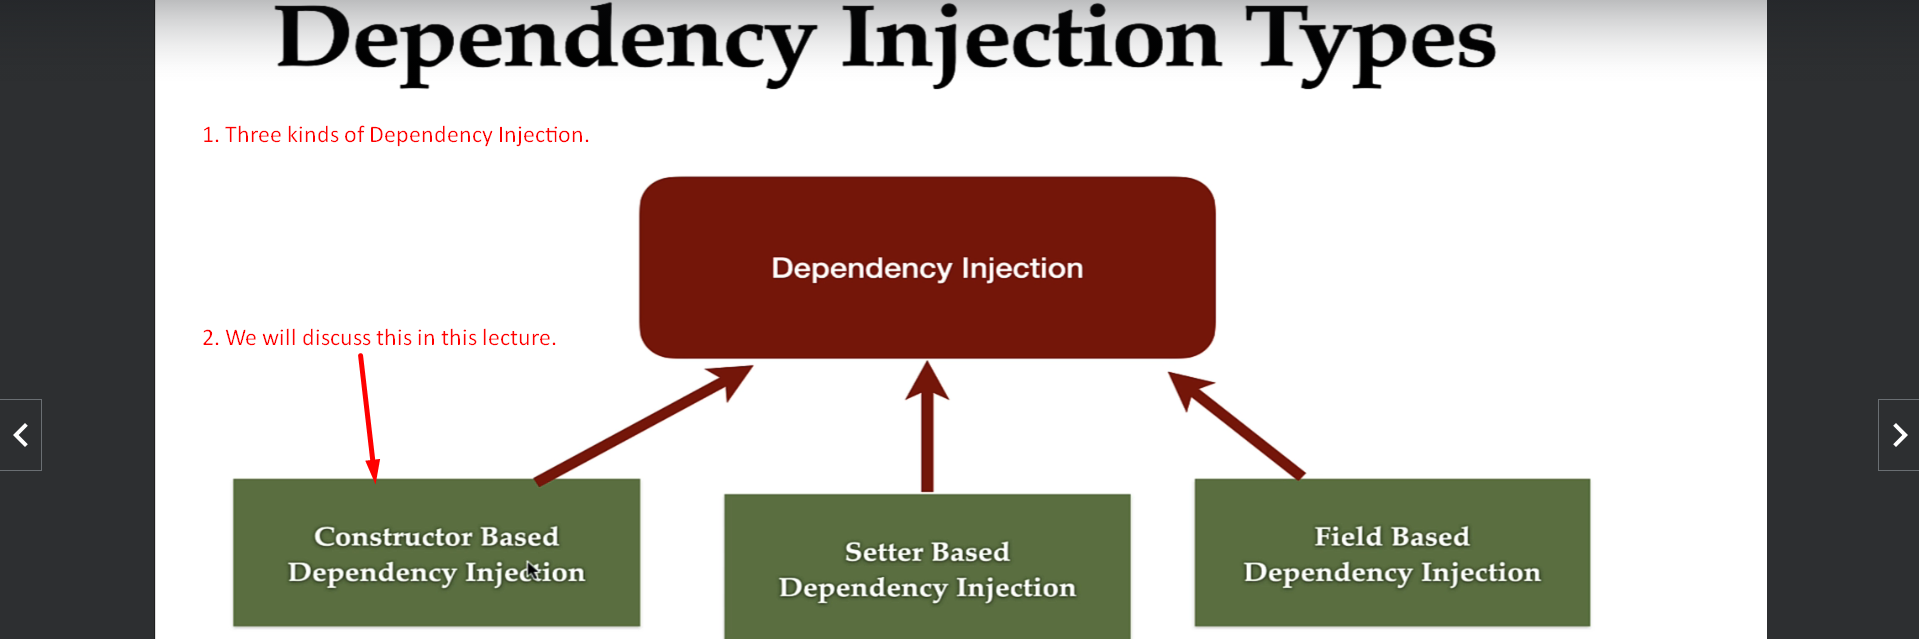 Dependency Injection Types
1. Three kinds of Dependency Injection.
Dependency Injection
2. We will discuss this in this lecture.
Constructor Based
Dependency Injection
Setter Based
Dependency Injection
Field Based
Dependency Injection